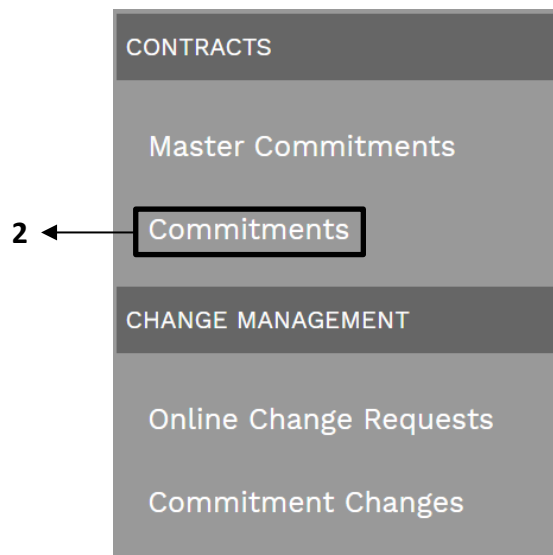 CONTRACTS
Master Commitments
2 Commitments
CHANGE MANAGEMENT
Online Change Requests
Commitment Changes